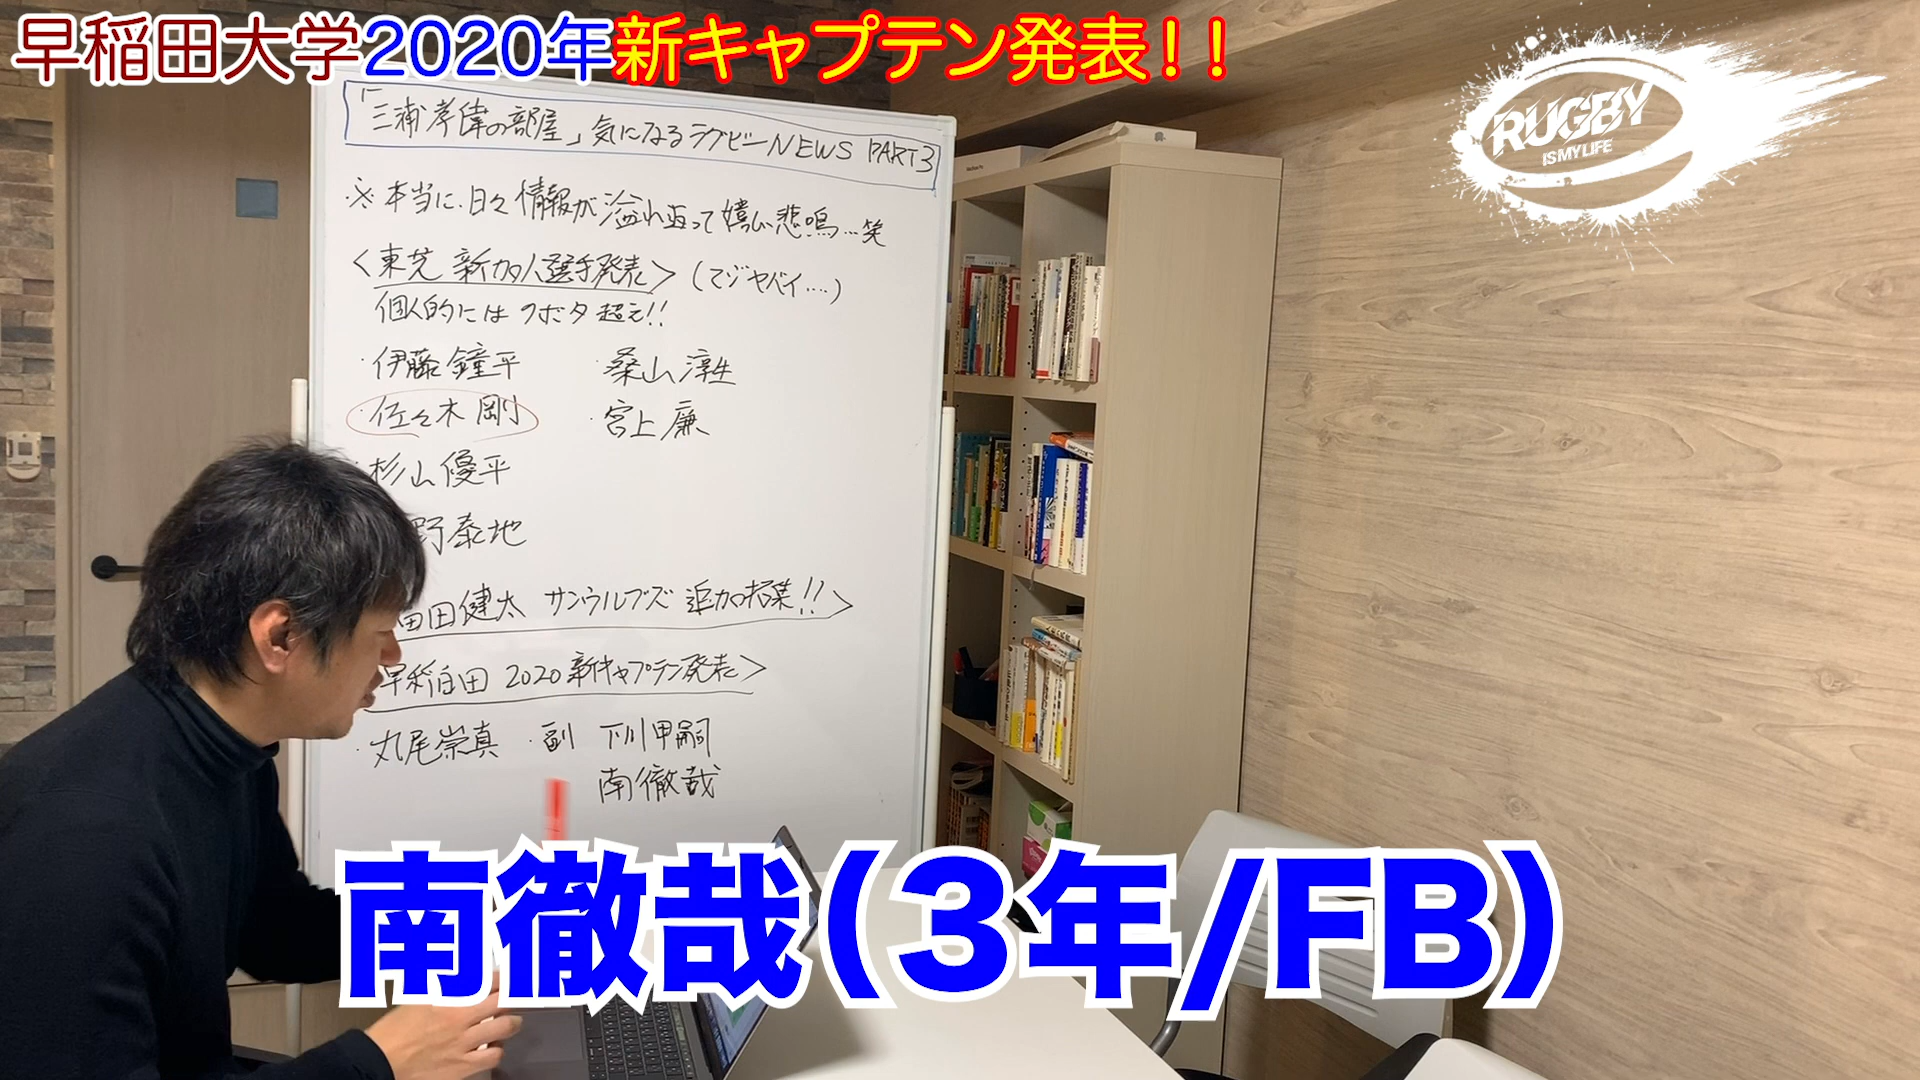 早稲田大学2020年新キャプテン発表！！
RUGBY
IS MY LIFE
「三浦孝偉の部屋」気になるラグビーNEWS PART3
※本当に、日々情報が溢れ返って嬉しい悲鳴…笑
＜東芝 新加入選手発表＞（マジヤバイ....）
個人的にはクボタ超え!!
・伊藤鐘平 ・桑山淳生
・佐々木剛 ・宮上廉
杉山優平
野泰地
田田健太 サンウルブズ 追加招集!!＞
早稲田 2020新キャプテン発表＞
・丸尾崇真 ・副 下川甲嗣
南徹哉
南徹哉（3年/FB）